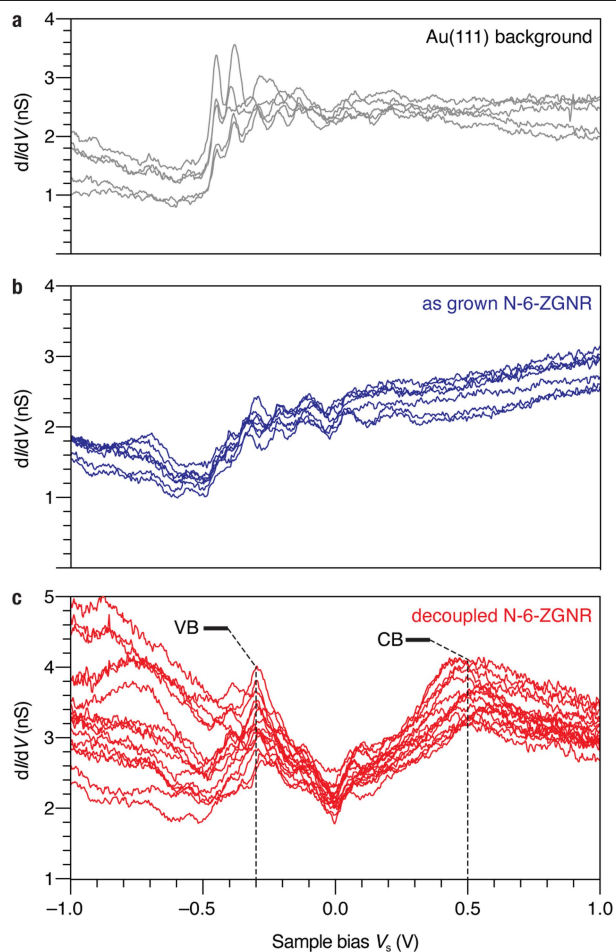 a
Au(111) background
4
3
2
1
dI/dV (nS)
b
as grown N-6-ZGNR
4
3
2
1
dI/dV (nS)
c
decoupled N-6-ZGNR
VB
CB
5
4
3
2
1
dI/dV (nS)
−1.0 −0.5 0.0 0.5 1.0
Sample bias Vs (V)